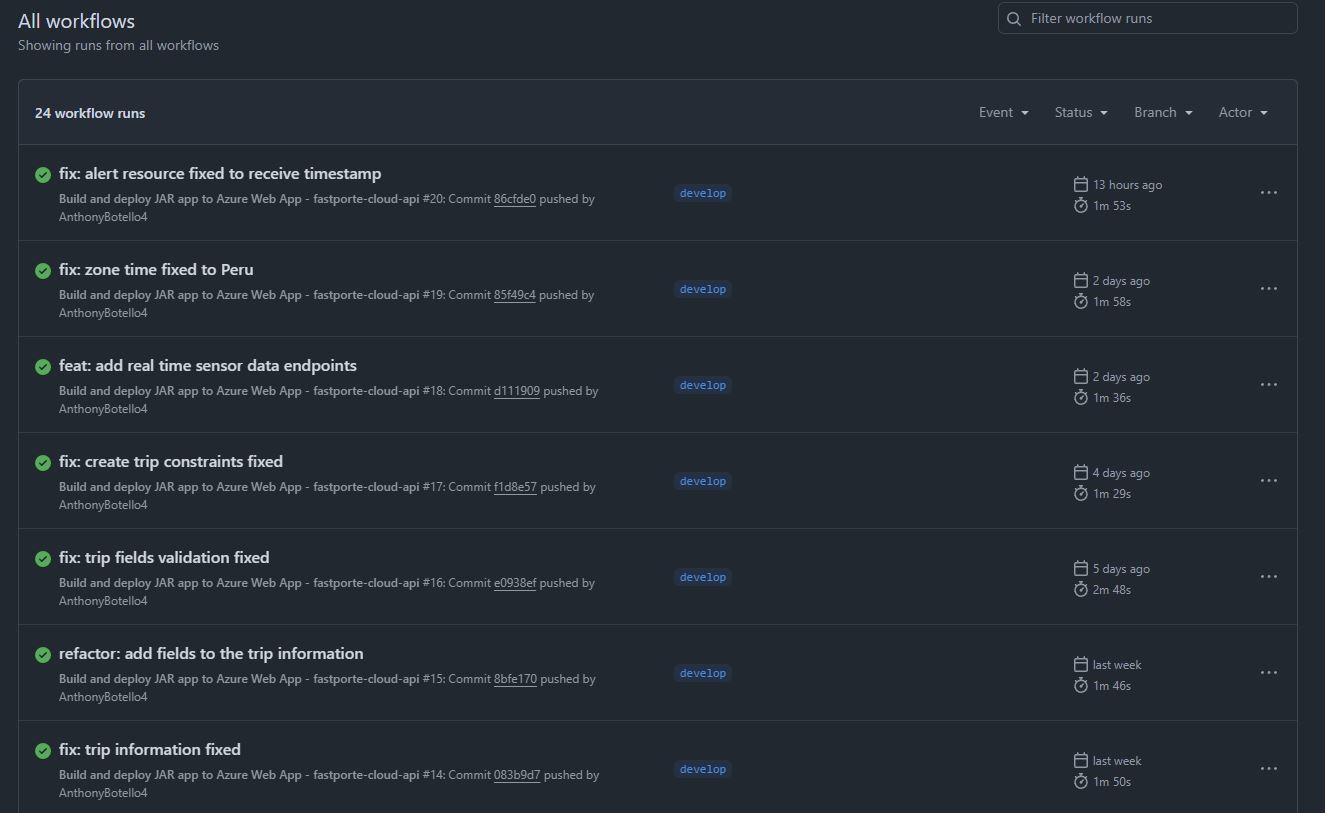 All workflows
Showing runs from all workflows
Filter workflow runs
24 workflow runs
Event Status Branch Actor
fix: alert resource fixed to receive timestamp
Build and deploy JAR app to Azure Web App - fastporte-cloud-api #20: Commit 86cfde0 pushed by
AnthonyBotello4
develop
13 hours ago
1m 53s
fix: zone time fixed to Peru
Build and deploy JAR app to Azure Web App - fastporte-cloud-api #19: Commit 85f49c4 pushed by
AnthonyBotello4
develop
2 days ago
1m 58s
feat: add real time sensor data endpoints
Build and deploy JAR app to Azure Web App - fastporte-cloud-api #18: Commit d111909 pushed by
AnthonyBotello4
develop
2 days ago
1m 36s
fix: create trip constraints fixed
Build and deploy JAR app to Azure Web App - fastporte-cloud-api #17: Commit f1d8e57 pushed by
AnthonyBotello4
develop
4 days ago
1m 29s
fix: trip fields validation fixed
Build and deploy JAR app to Azure Web App - fastporte-cloud-api #16: Commit e0938ef pushed by
AnthonyBotello4
develop
5 days ago
2m 48s
refactor: add fields to the trip information
Build and deploy JAR app to Azure Web App - fastporte-cloud-api #15: Commit 8bfe170 pushed by
AnthonyBotello4
develop
last week
1m 46s
fix: trip information fixed
Build and deploy JAR app to Azure Web App - fastporte-cloud-api #14: Commit 083b9d7 pushed by
AnthonyBotello4
develop
last week
1m 50s